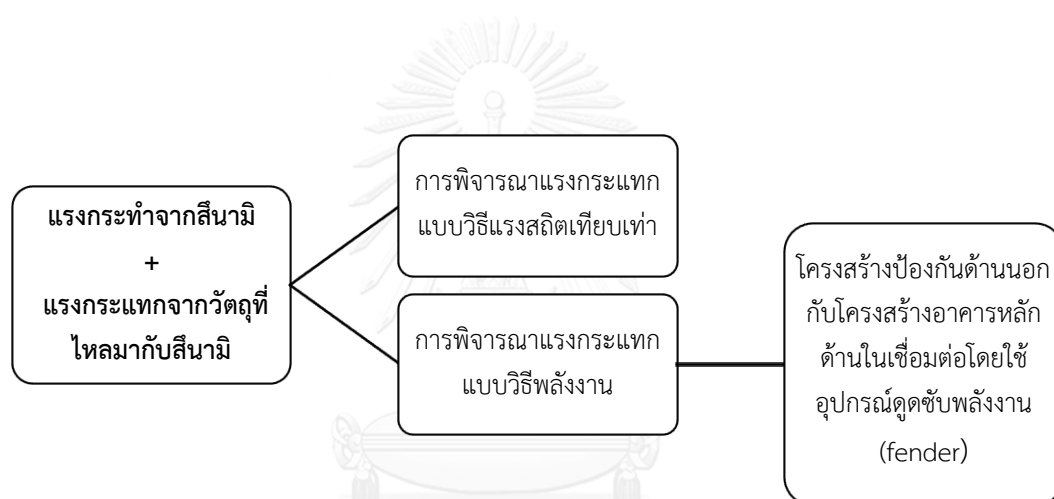 แรงกระทำจากสึนามิ
+
แรงกระแทกจากวัตถุที่
ไหลมากับสึนามิ
การพิจารณาแรงกระแทก
แบบวิธีแรงสถิตเทียบเท่า
การพิจารณาแรงกระแทก
แบบวิธีพลังงาน
โครงสร้างป้องกันด้านนอก
กับโครงสร้างอาคารหลัก
ด้านในเชื่อมต่อโดยใช้
อุปกรณ์ดูดซับพลังงาน
(fender)